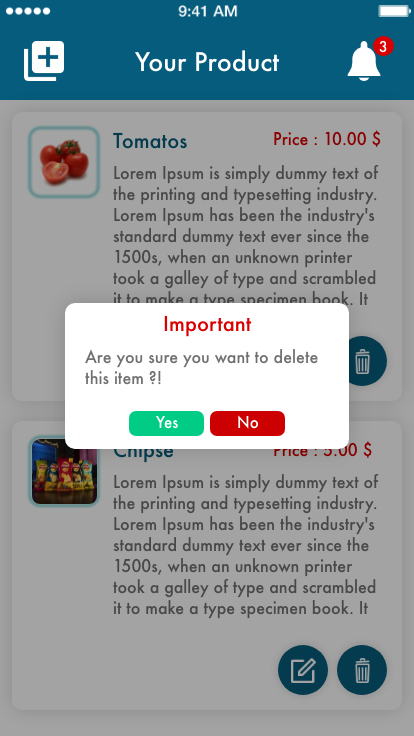 9:41 AM
Your Product
3
Tomatos
Price : 10.00 $
Lorem Ipsum is simply dummy text of
the printing and typesetting industry.
Lorem Ipsum has been the industry's
standard dummy text ever since the
1500s, when an unknown printer
took a galley of type and scrambled
it to make a type specimen book. It
Important
Are you sure you want to delete
this item ?!
Yes
No
Chipse
Price : 5.00 $
Lorem Ipsum is simply dummy text of
the printing and typesetting industry.
Lorem Ipsum has been the industry's
standard dummy text ever since the
1500s, when an unknown printer
took a galley of type and scrambled
it to make a type specimen book. It